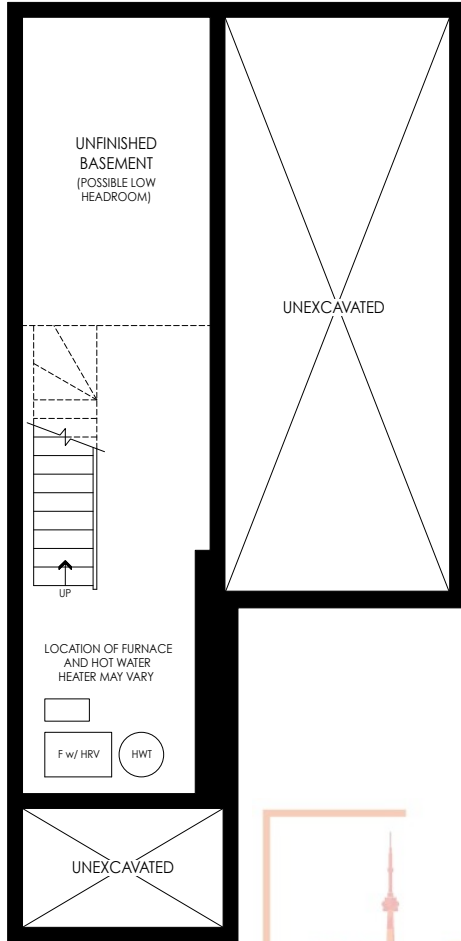 UNFINISHED
BASEMENT
(POSSIBLE LOW
HEADROOM)
UNEXCAVATED
UP
LOCATION OF FURNACE
AND HOT WATER
HEATER MAY VARY
F w/ HRV
HWT
UNEXCAVATED